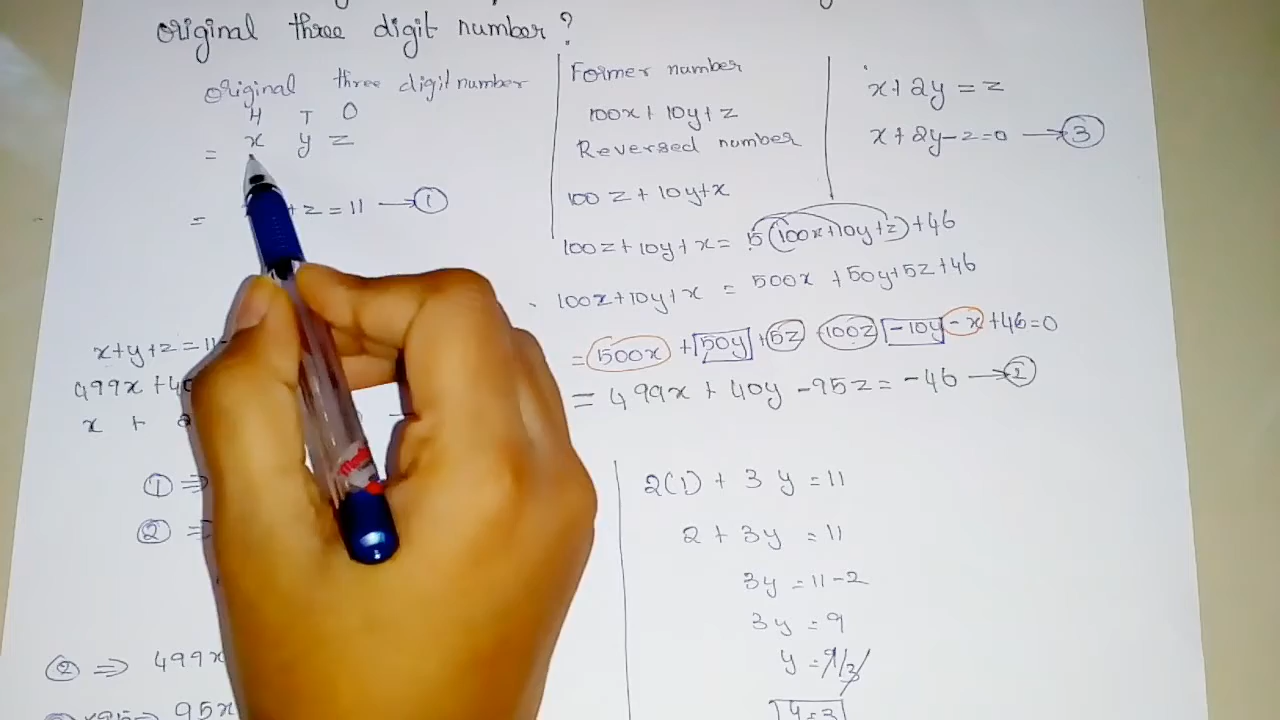 original three digit number ?
original three digit number
H T O
= x y z
= + z = 11 → ①
Former number
100x + 10y + z
Reversed number
100z + 10y + x
x + 2y = z
x + 2y - z = 0 → ③
100z + 10y + x = 5(100x + 10y + z) + 46
100z + 10y + x = 500x + 50y + 5z + 46
= 500x + 50y + 5z - 100z - 10y - x + 46 = 0
= 499x + 40y - 95z = -46 → ②
x + y + z = 11
499x + 40
x +
① ⇒
② ⇒
② ⇒ 499x
95x
2(1) + 3y = 11
2 + 3y = 11
3y = 11 - 2
3y = 9
y = 9/3
y = 3